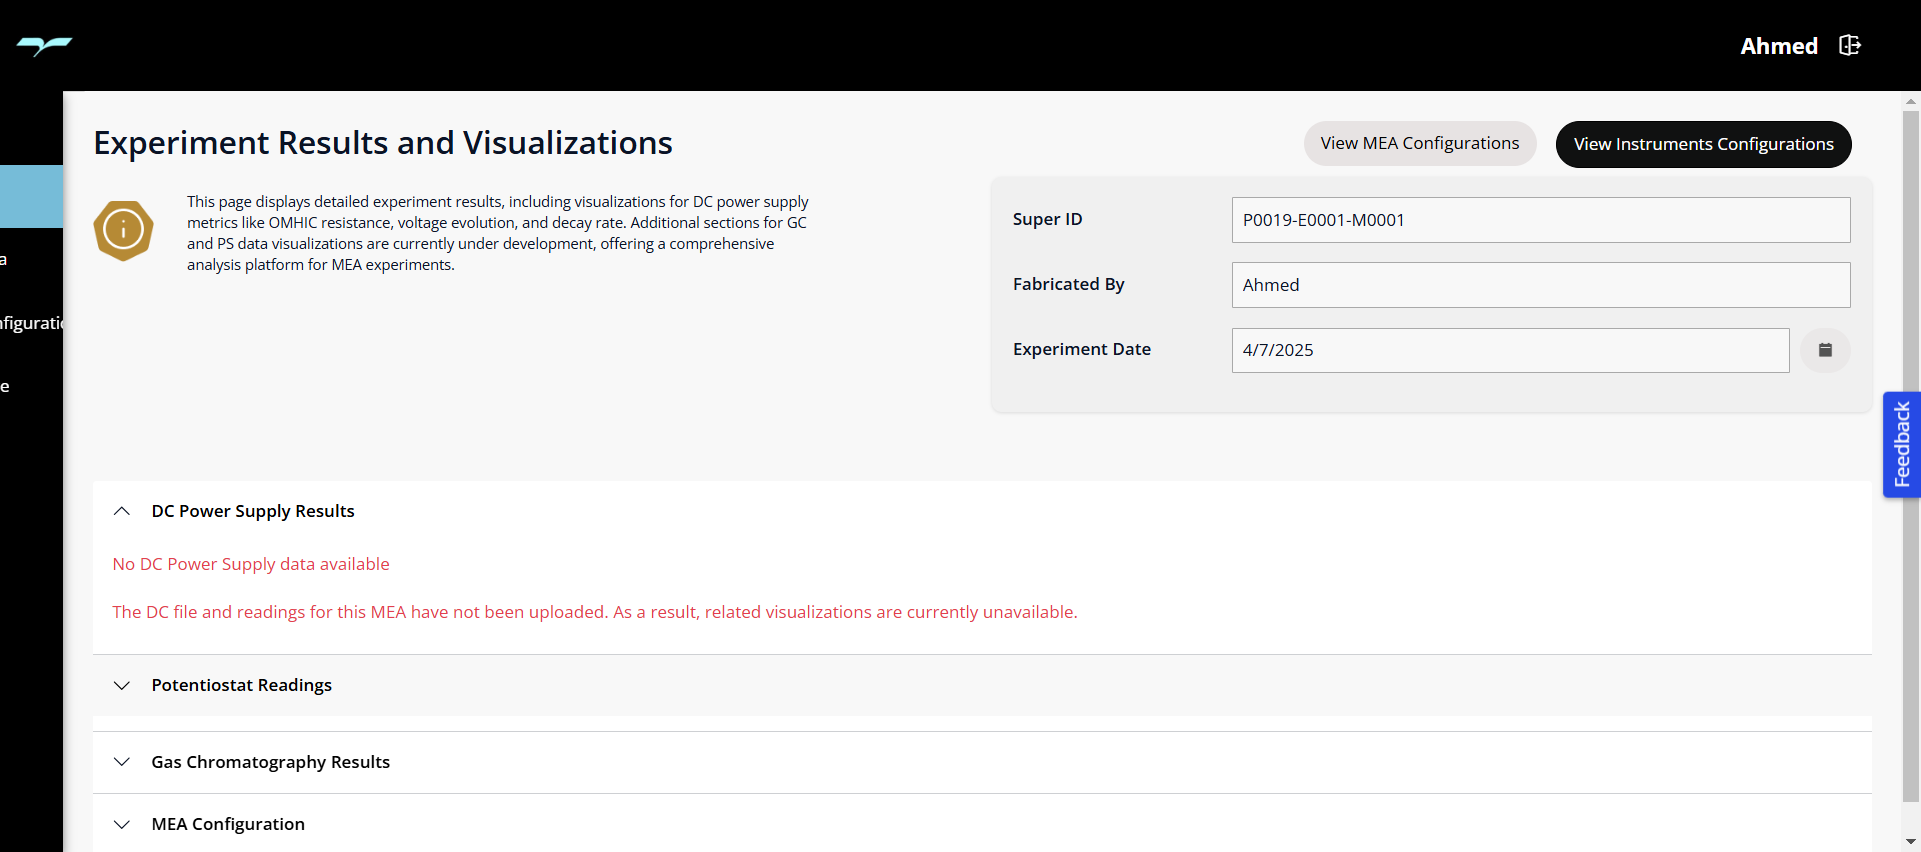 Ahmed
Experiment Results and Visualizations
View MEA Configurations
View Instruments Configurations
This page displays detailed experiment results, including visualizations for DC power supply
metrics like OMHIC resistance, voltage evolution, and decay rate. Additional sections for GC
and PS data visualizations are currently under development, offering a comprehensive
analysis platform for MEA experiments.
Super ID
P0019-E0001-M0001
Fabricated By
Ahmed
Experiment Date
4/7/2025
a
nfiguratio
e
Feedback
DC Power Supply Results
No DC Power Supply data available
The DC file and readings for this MEA have not been uploaded. As a result, related visualizations are currently unavailable.
Potentiostat Readings
Gas Chromatography Results
MEA Configuration